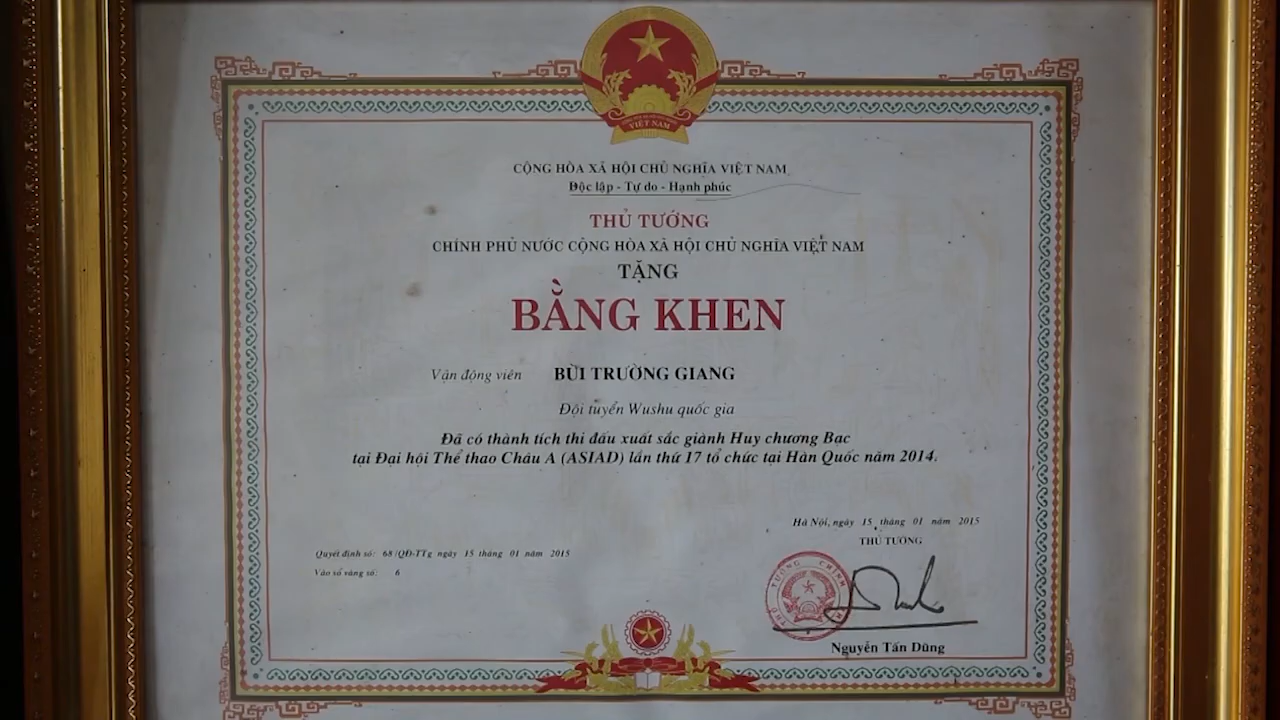 VIỆT NAM
CỘNG HÒA XÃ HỘI CHỦ NGHĨA VIỆT NAM
Độc lập - Tự do - Hạnh phúc
THỦ TƯỚNG
CHÍNH PHỦ NƯỚC CỘNG HÒA XÃ HỘI CHỦ NGHĨA VIỆT NAM
TẶNG
BẰNG KHEN
Vận động viên BÙI TRƯỜNG GIANG
Đội tuyển Wushu quốc gia
Đã có thành tích thi đấu xuất sắc giành Huy chương Bạc
tại Đại hội Thể thao Châu Á (ASIAD) lần thứ 17 tổ chức tại Hàn Quốc năm 2014.
Hà Nội, ngày 15 tháng 01 năm 2015
THỦ TƯỚNG
Quyết định số: 68/QĐ-TTg ngày 15 tháng 01 năm 2015
Vào sổ vàng số: 6
THỦ TƯỚNG CHÍNH
Nguyễn Tấn Dũng